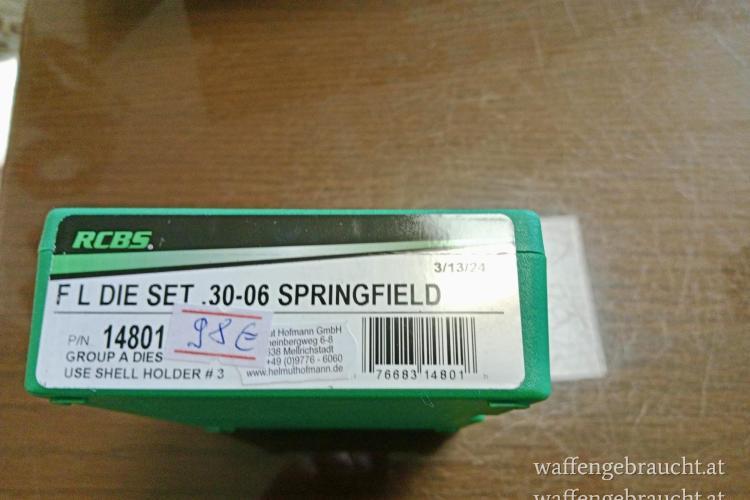 RCBS.
3/13/24
F L DIE SET .30-06 SPRINGFIELD
P/N 14801
98 €
GROUP A DIES
USE SHELL HOLDER # 3
Hofmann GmbH
6-8
Mellrichstadt
+49 (0)9776 - 6060
www.helmuthofmann.de
76683 14801
waffengebraucht.at
waffengebraucht.at